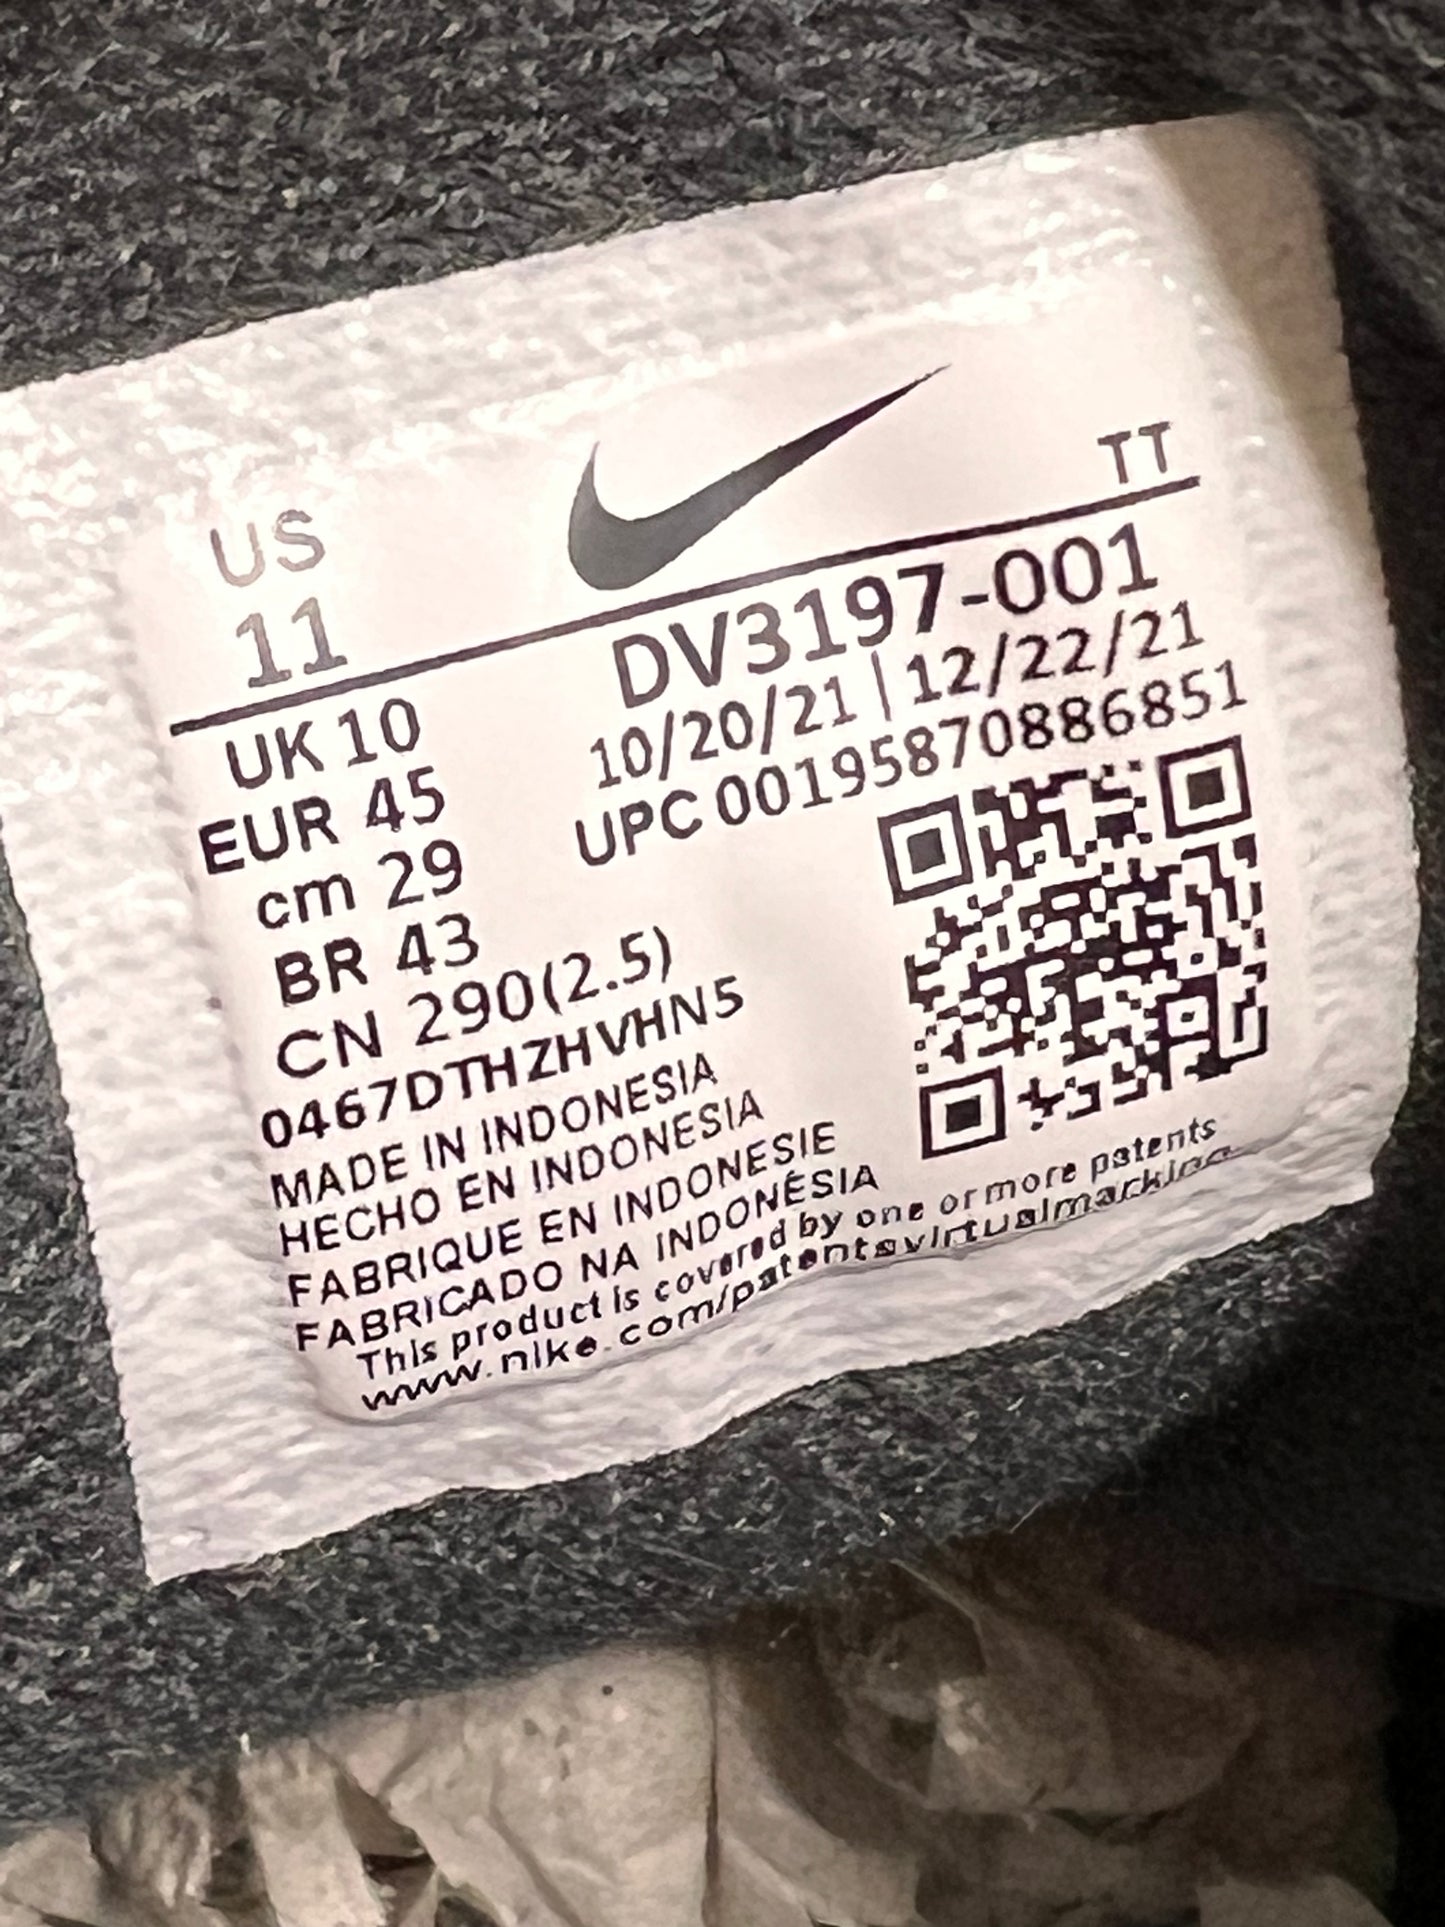 US
11
TT
DV3197-001
UK 10
10/20/21 | 12/22/21
EUR 45
UPC 00195870886851
cm 29
BR 43
CN 290(2.5)
0467DTHZHVHN5
MADE IN INDONESIA
HECHO EN INDONESIA
FABRIQUE EN INDONESIE
FABRICADO NA INDONÉSIA
This product is covered by one or more patents
www.nike.com/patentsvirtualmarking